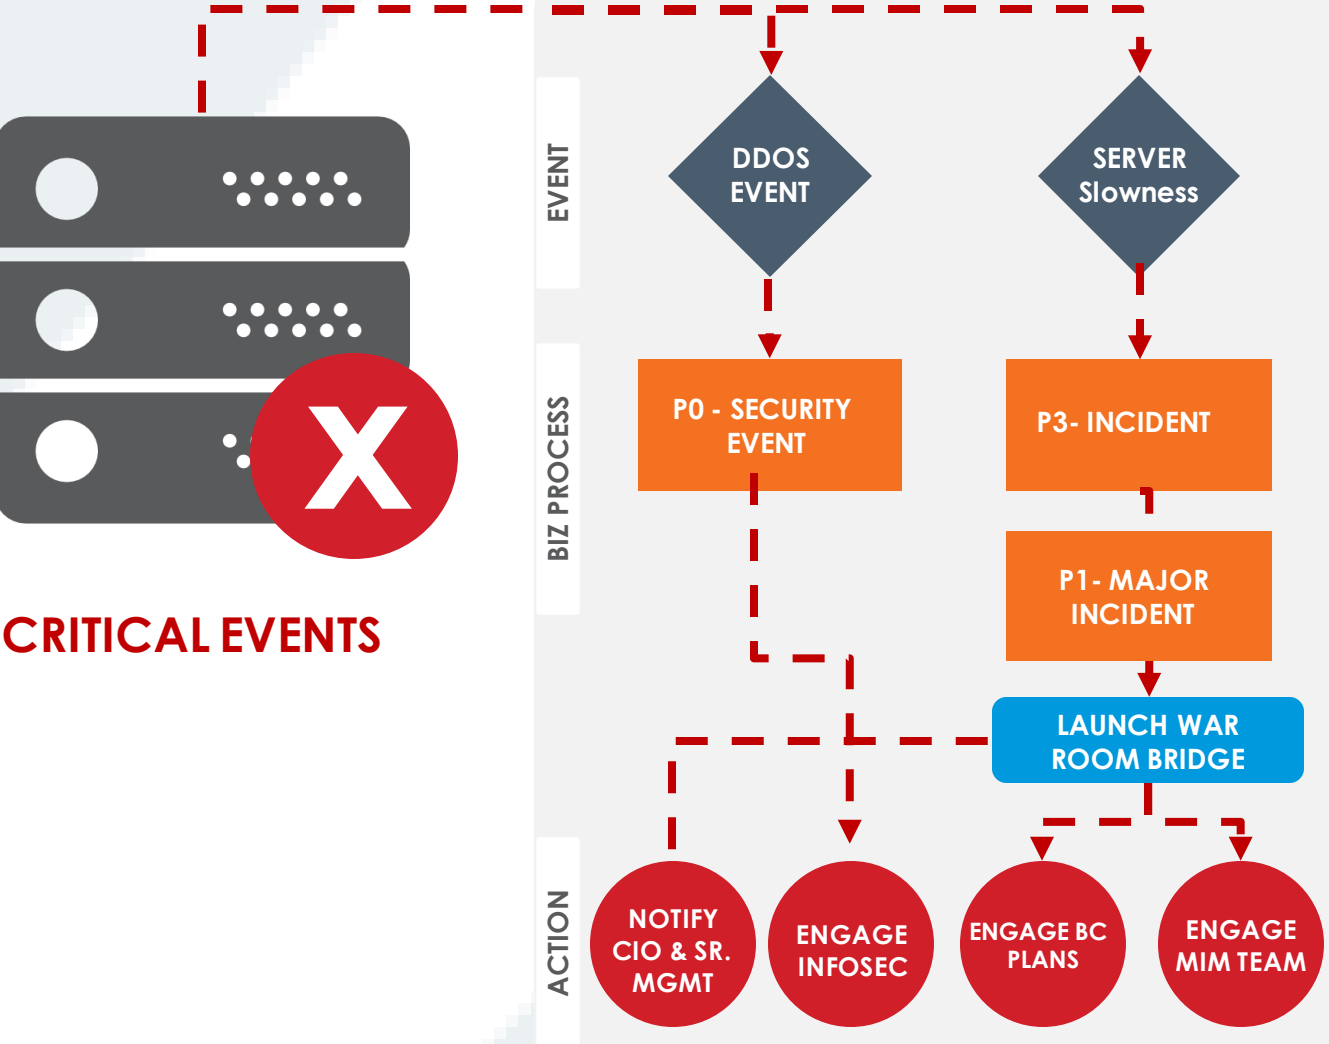 EVENT
DDOS
EVENT
SERVER
Slowness
BIZ PROCESS
P0 - SECURITY
EVENT
P3- INCIDENT
X
CRITICAL EVENTS
P1- MAJOR
INCIDENT
LAUNCH WAR
ROOM BRIDGE
ACTION
NOTIFY
CIO & SR.
MGMT
ENGAGE
INFOSEC
ENGAGE BC
PLANS
ENGAGE
MIM TEAM